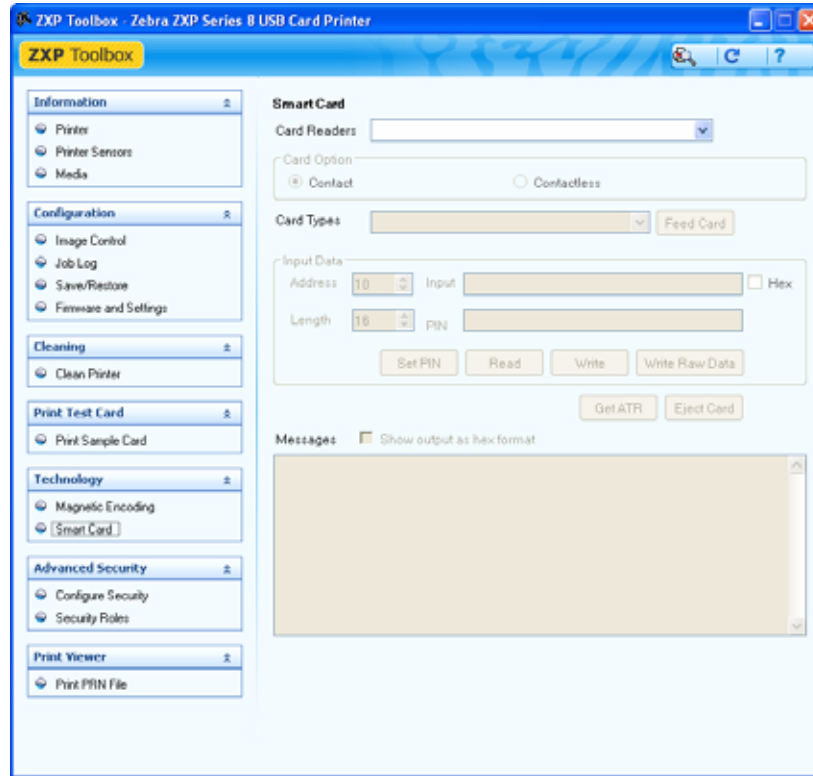 ZXP Toolbox - Zebra ZXP Series 8 USB Card Printer
ZXP Toolbox
?
Information
Printer
Printer Sensors
Media
Configuration
Image Control
Job Log
Save/Restore
Firmware and Settings
Cleaning
Clean Printer
Print Test Card
Print Sample Card
Technology
Magnetic Encoding
Smart Card
Advanced Security
Configure Security
Security Roles
Print Viewer
Print PRN File
Smart Card
Card Readers
Card Option
Contact Contactless
Card Types Feed Card
Input Data
Address 10 Input Hex
Length 16 PIN
Set PIN Read Write Write Raw Data
Get ATR Eject Card
Messages Show output as hex format